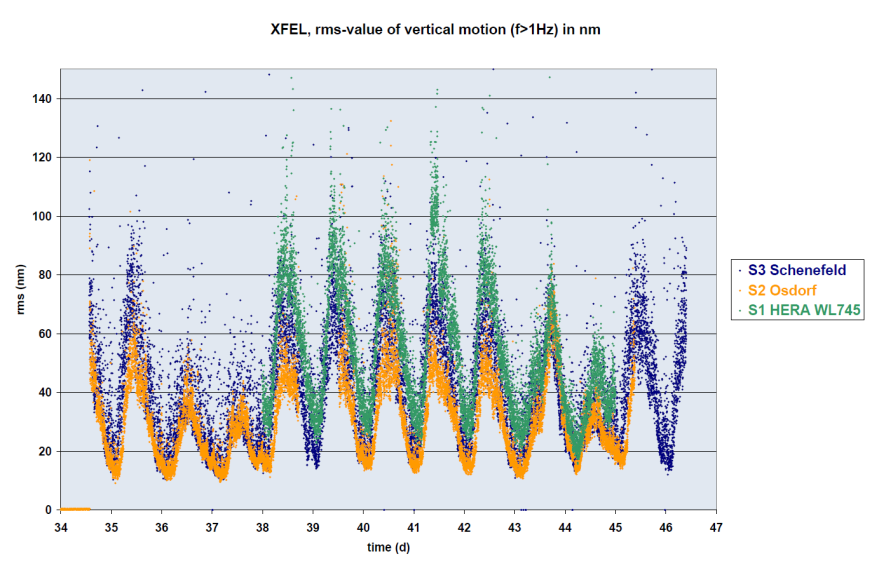 XFEL, rms-value of vertical motion (f>1Hz) in nm
140
120
100
80
60
40
20
0
rms (nm)
34 35 36 37 38 39 40 41 42 43 44 45 46 47
time (d)
S3 Schenefeld
S2 Osdorf
S1 HERA WL745